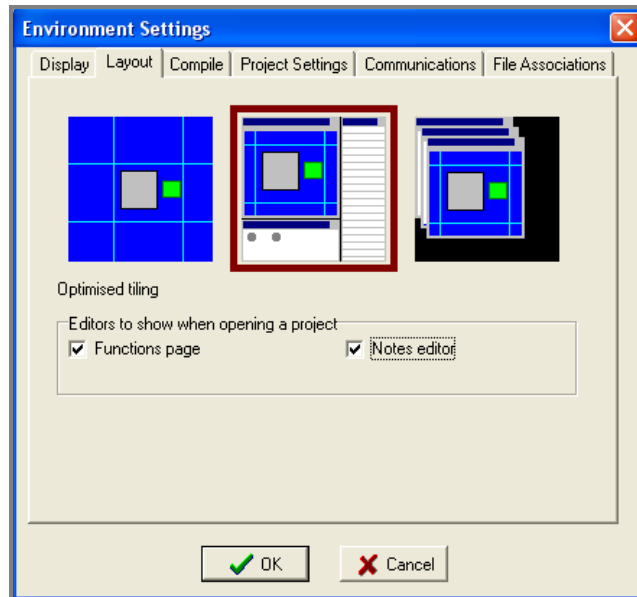 Environment Settings
Display Layout Compile Project Settings Communications File Associations
Optimised tiling
Editors to show when opening a project
Functions page Notes editor
OK Cancel